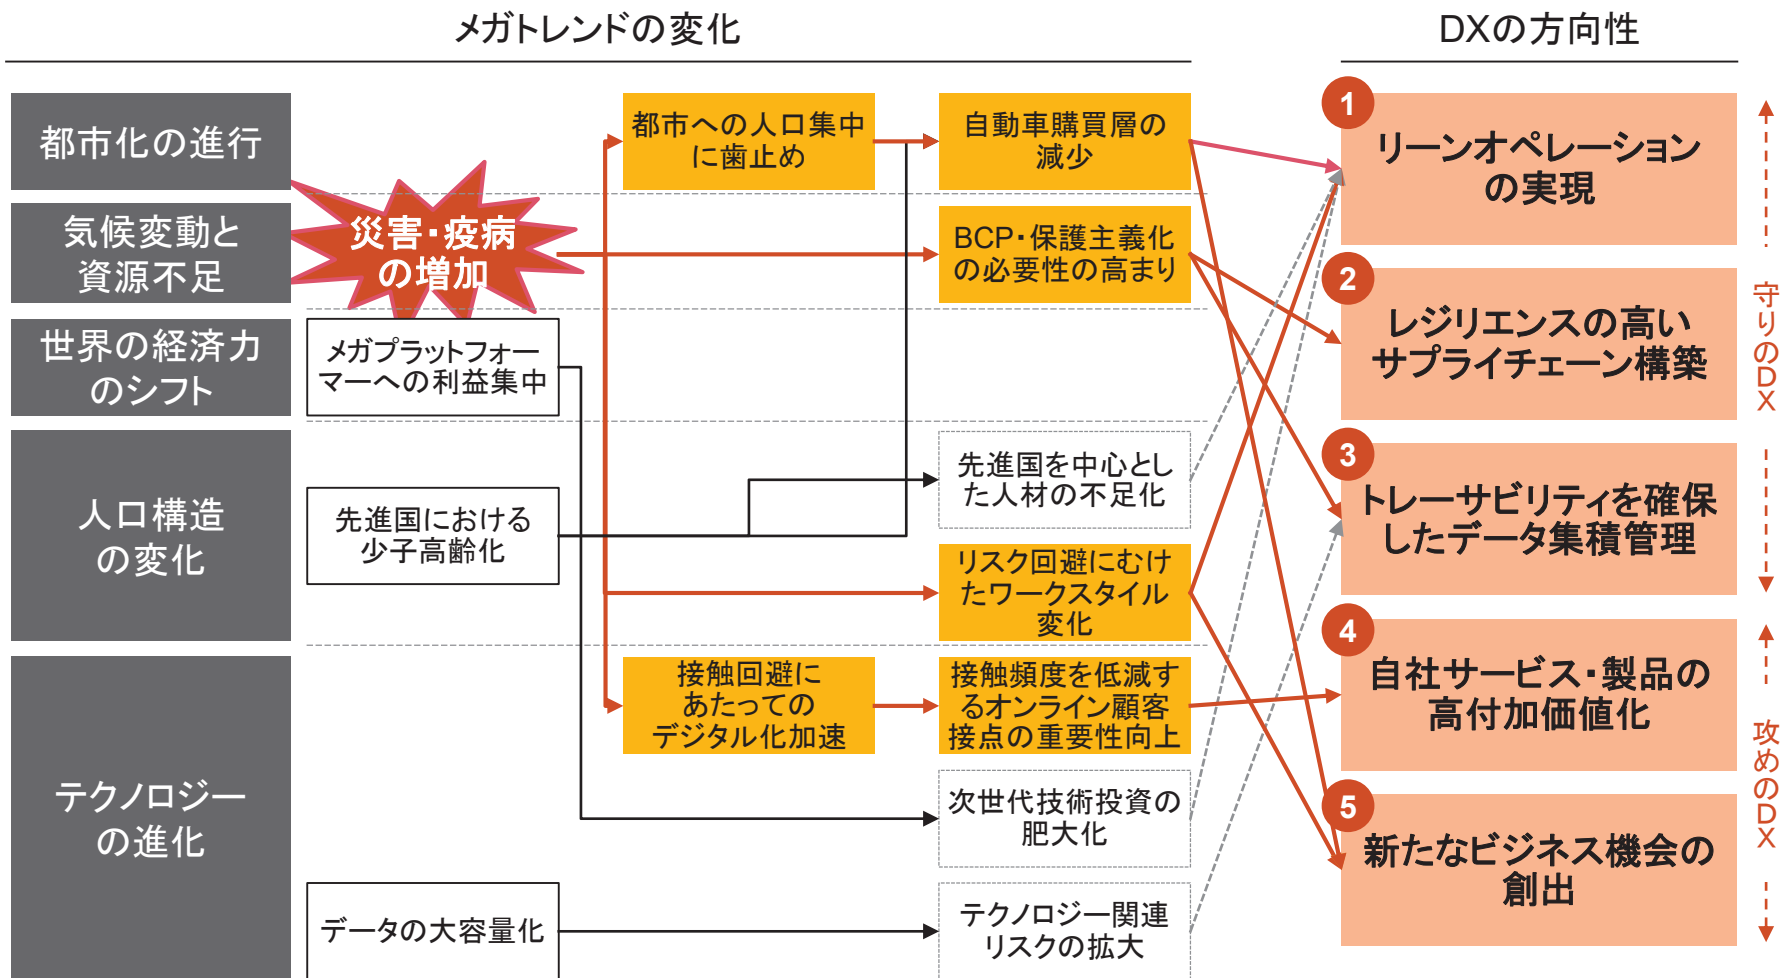 メガトレンドの変化
DXの方向性
都市化の進行
都市への人口集中
に歯止め
自動車購買層の
減少
1
リーンオペレーション
の実現
気候変動と
資源不足
災害・疫病
の増加
BCP・保護主義化
の必要性の高まり
2
レジリエンスの高い
サプライチェーン構築
守りのDX
世界の経済力
のシフト
メガプラットフォー
マーへの利益集中
人口構造
の変化
先進国における
少子高齢化
先進国を中心とし
た人材の不足化
3
トレーサビリティを確保
したデータ集積管理
リスク回避にむけ
たワークスタイル
変化
テクノロジー
の進化
接触回避に
あたっての
デジタル化加速
接触頻度を低減す
るオンライン顧客
接点の重要性向上
4
自社サービス・製品の
高付加価値化
攻めのDX
次世代技術投資の
肥大化
5
新たなビジネス機会の
創出
データの大容量化
テクノロジー関連
リスクの拡大